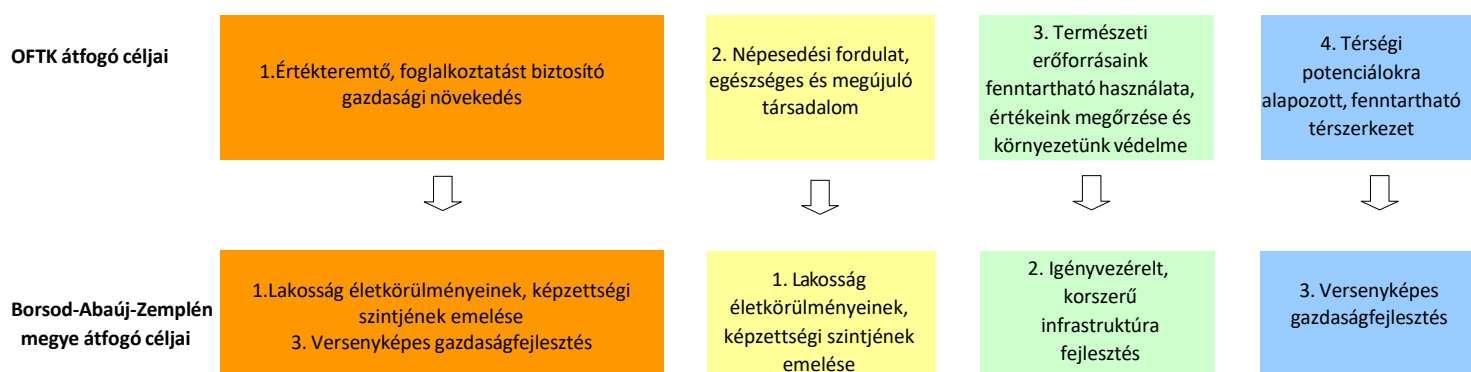 OFTK átfogó céljai
1.Értékteremtő, foglalkoztatást biztosító
gazdasági növekedés
2. Népesedési fordulat,
egészséges és megújuló
társadalom
3. Természeti
erőforrásaink
fenntartható használata,
értékeink megőrzése és
környezetünk védelme
4. Térségi
potenciálokra
alapozott, fenntartható
térszerkezet
Borsod-Abaúj-Zemplén
megye átfogó céljai
1.Lakosság életkörülményeinek, képzettségi
szintjének emelése
3. Versenyképes gazdaságfejlesztés
1. Lakosság
életkörülményeinek,
képzettségi szintjének
emelése
2. Igényvezérelt,
korszerű
infrastruktúra
fejlesztés
3. Versenyképes
gazdaságfejlesztés